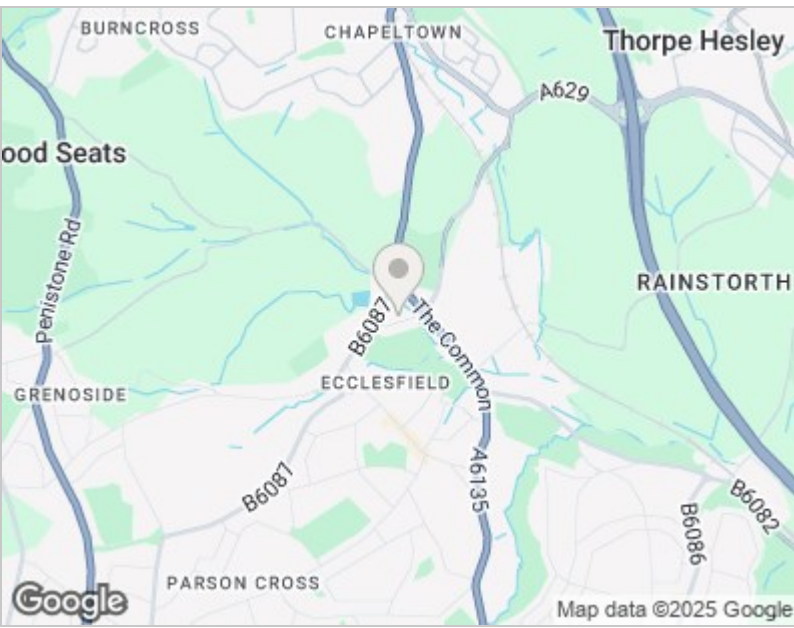 BURNCROSS
CHAPELTOWN
Thorpe Hesley
A629
ood Seats
Penistone Rd
RAINSTORTH
B6087
The Common
ECCLESFIELD
GRENOSIDE
A6135
B6087
B6082
B6086
PARSON CROSS
Google
Map data ©2025 Google